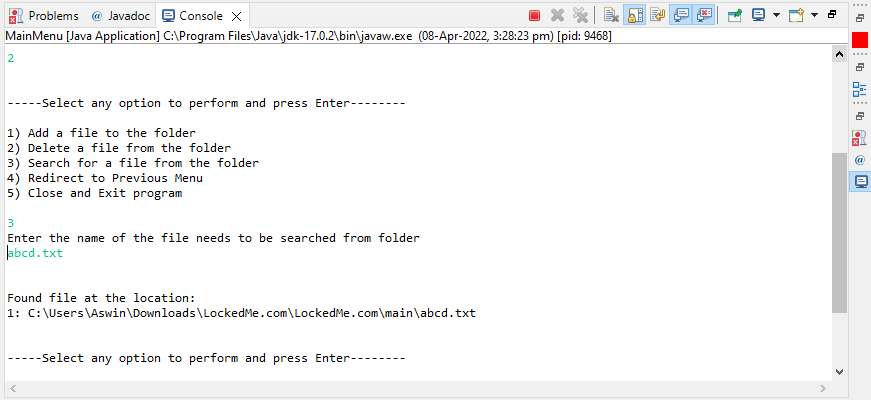 Problems @ Javadoc Console
MainMenu [Java Application] C:\Program Files\Java\jdk-17.0.2\bin\javaw.exe (08-Apr-2022, 3:28:23 pm) [pid: 9468]
2
-----Select any option to perform and press Enter--------
1) Add a file to the folder
2) Delete a file from the folder
3) Search for a file from the folder
4) Redirect to Previous Menu
5) Close and Exit program
3
Enter the name of the file needs to be searched from folder
abcd.txt
Found file at the location:
1: C:\Users\Aswin\Downloads\LockedMe.com\LockedMe.com\main\abcd.txt
-----Select any option to perform and press Enter--------